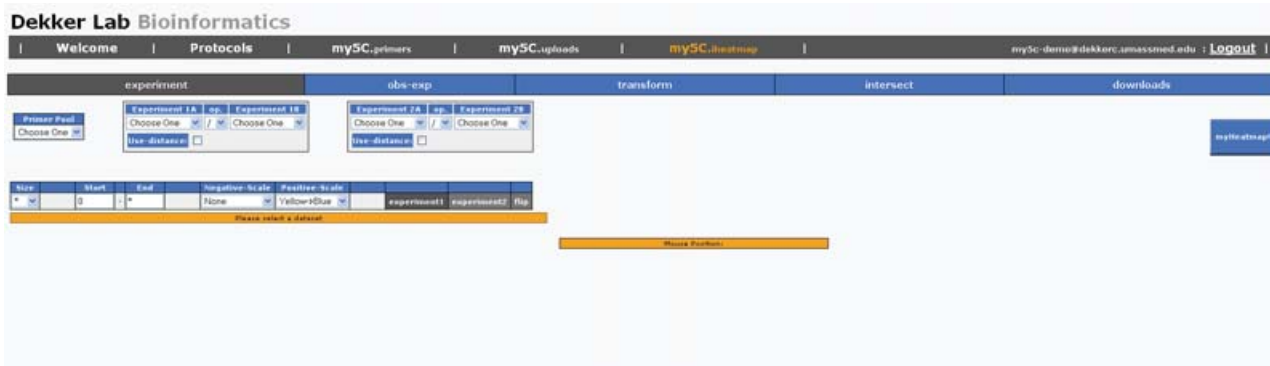 Dekker Lab Bioinformatics
| Welcome | Protocols | my5C.primers | my5C.uploads | my5C.iheatmap | my5c-demo@dekkerc.umassmed.edu : Logout |
experiment obs-exp transform intersect downloads
Primer Pool
Choose One
Experiment 1A op. Experiment 1B
Choose One / Choose One
Use-distance:
Experiment 2A op. Experiment 2B
Choose One / Choose One
Use-distance:
myHeatmap
Size Start End Negative-Scale Positive-Scale
* 0 - * None Yellow->Blue experiment1 experiment2 flip
Please select a dataset
Mouse Position: